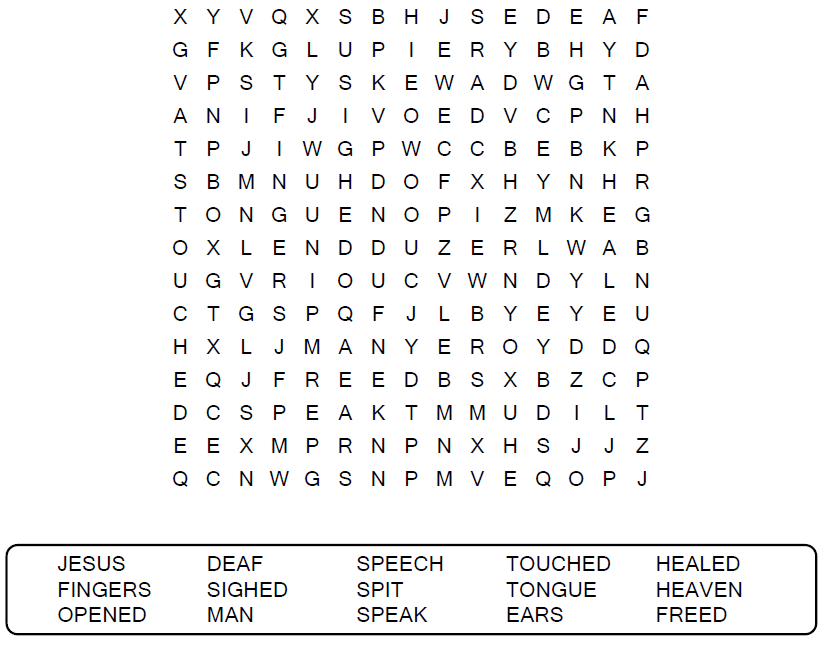 X Y V Q X S B H J S E D E A F
G F K G L U P I E R Y B H Y D
V P S T Y S K E W A D W G T A
A N I F J I V O E D V C P N H
T P J I W G P W C C B E B K P
S B M N U H D O F X H Y N H R
T O N G U E N O P I Z M K E G
O X L E N D D U Z E R L W A B
U G V R I O U C V W N D Y L N
C T G S P Q F J L B Y E Y E U
H X L J M A N Y E R O Y D D Q
E Q J F R E E D B S X B Z C P
D C S P E A K T M M U D I L T
E E X M P R N P N X H S J J Z
Q C N W G S N P M V E Q O P J
JESUS DEAF SPEECH TOUCHED HEALED
FINGERS SIGHED SPIT TONGUE HEAVEN
OPENED MAN SPEAK EARS FREED